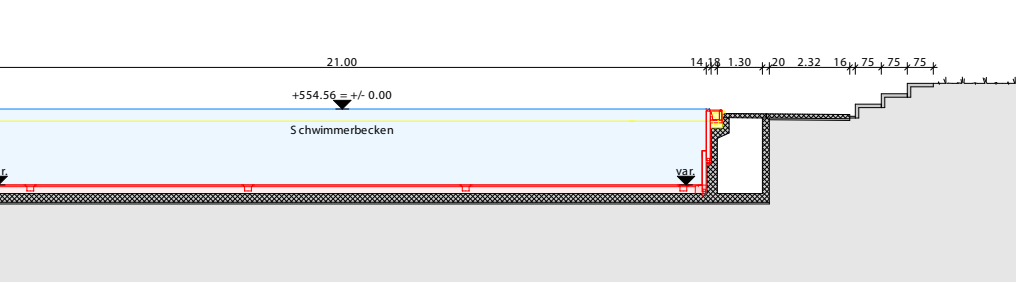 21.00 14 18 1.30 20 2.32 16 75 75 75
+554.56 = +/- 0.00
Schwimmerbecken
r. var.